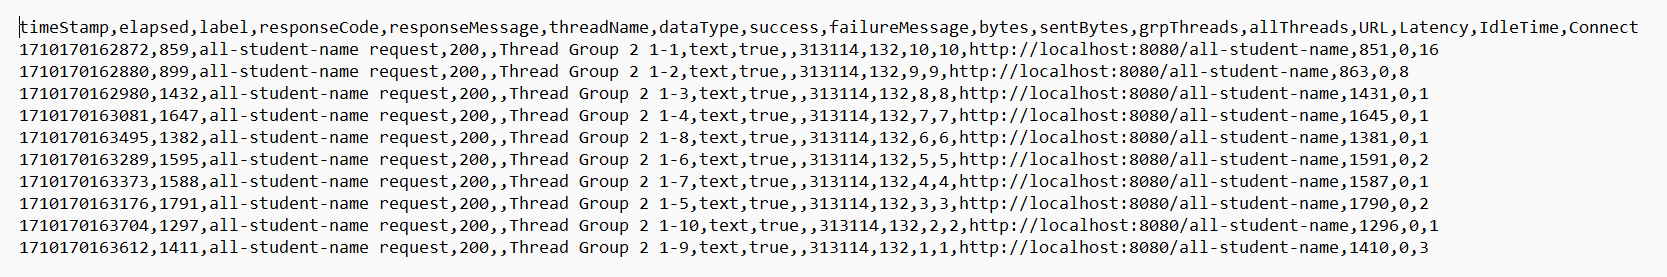 timeStamp,elapsed,label,responseCode,responseMessage,threadName,dataType,success,failureMessage,bytes,sentBytes,grpThreads,allThreads,URL,Latency,IdleTime,Connect
1710170162872,859,all-student-name request,200,,Thread Group 2 1-1,text,true,,313114,132,10,10,http://localhost:8080/all-student-name,851,0,16
1710170162880,899,all-student-name request,200,,Thread Group 2 1-2,text,true,,313114,132,9,9,http://localhost:8080/all-student-name,863,0,8
1710170162980,1432,all-student-name request,200,,Thread Group 2 1-3,text,true,,313114,132,8,8,http://localhost:8080/all-student-name,1431,0,1
1710170163081,1647,all-student-name request,200,,Thread Group 2 1-4,text,true,,313114,132,7,7,http://localhost:8080/all-student-name,1645,0,1
1710170163495,1382,all-student-name request,200,,Thread Group 2 1-8,text,true,,313114,132,6,6,http://localhost:8080/all-student-name,1381,0,1
1710170163289,1595,all-student-name request,200,,Thread Group 2 1-6,text,true,,313114,132,5,5,http://localhost:8080/all-student-name,1591,0,2
1710170163373,1588,all-student-name request,200,,Thread Group 2 1-7,text,true,,313114,132,4,4,http://localhost:8080/all-student-name,1587,0,1
1710170163176,1791,all-student-name request,200,,Thread Group 2 1-5,text,true,,313114,132,3,3,http://localhost:8080/all-student-name,1790,0,2
1710170163704,1297,all-student-name request,200,,Thread Group 2 1-10,text,true,,313114,132,2,2,http://localhost:8080/all-student-name,1296,0,1
1710170163612,1411,all-student-name request,200,,Thread Group 2 1-9,text,true,,313114,132,1,1,http://localhost:8080/all-student-name,1410,0,3